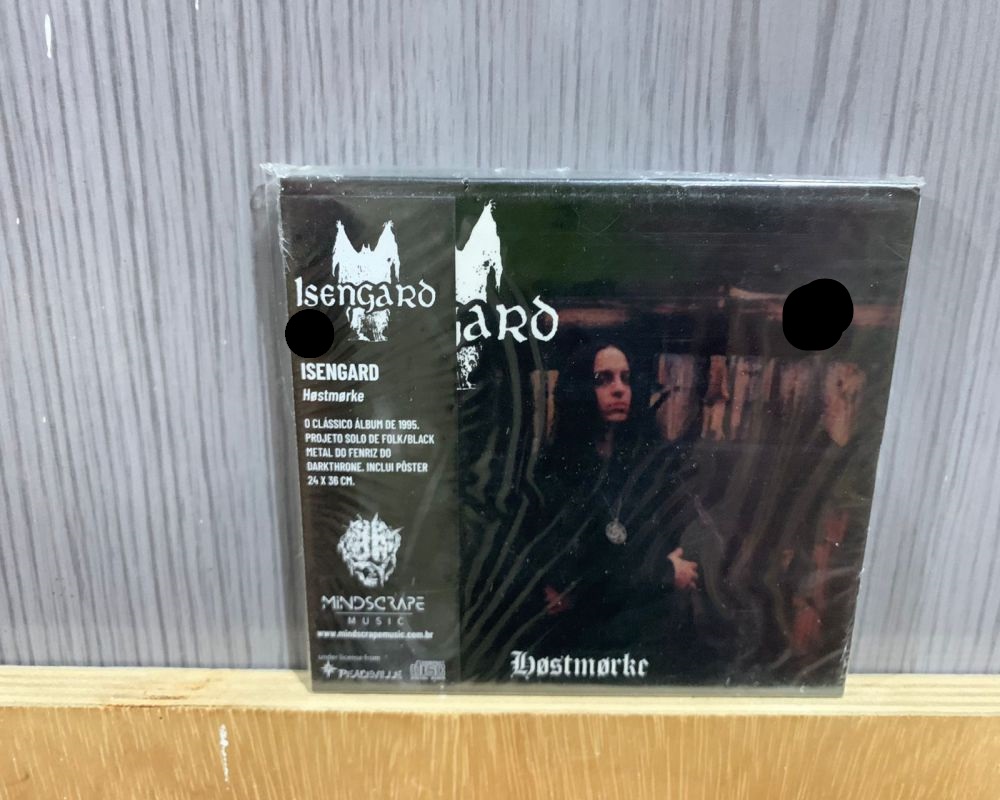 Isengard
ISENGARD
Høstmørke
O CLÁSSICO ÁLBUM DE 1995.
PROJETO SOLO DE FOLK/BLACK
METAL DO FENRIZ DO
DARKTHRONE. INCLUI PÔSTER
24 X 36 CM.
MINDSCRAPE
MUSIC
www.mindscrapemusic.com.br
under license from
PEACEVILLE
gard
Høstmørke